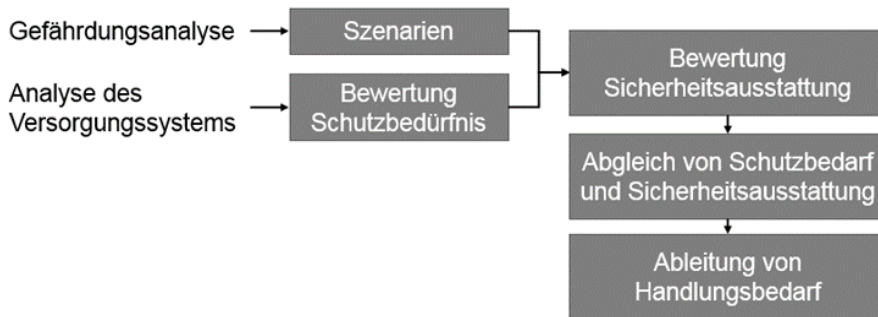 Gefährdungsanalyse
Szenarien
Analyse des
Versorgungssystems
Bewertung
Schutzbedürfnis
Bewertung
Sicherheitsausstattung
Abgleich von Schutzbedarf
und Sicherheitsausstattung
Ableitung von
Handlungsbedarf